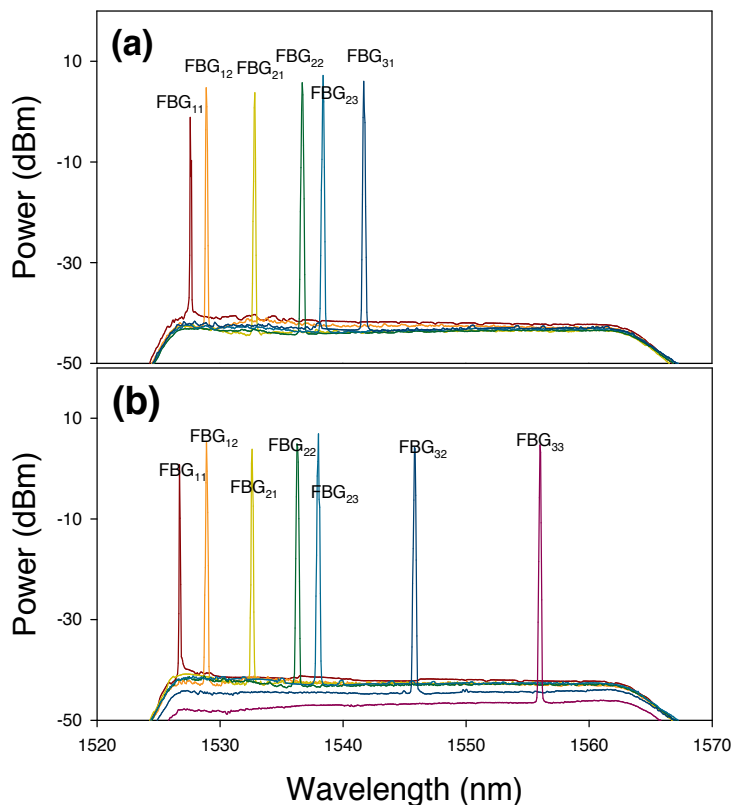 (a)
10
FBG22 FBG31
FBG12 FBG21
FBG23
FBG11
-10
-30
-50
Power (dBm)
(b)
10
FBG12
FBG22 FBG32 FBG33
FBG11
FBG21 FBG23
-10
-30
-50
Power (dBm)
1520 1530 1540 1550 1560 1570
Wavelength (nm)